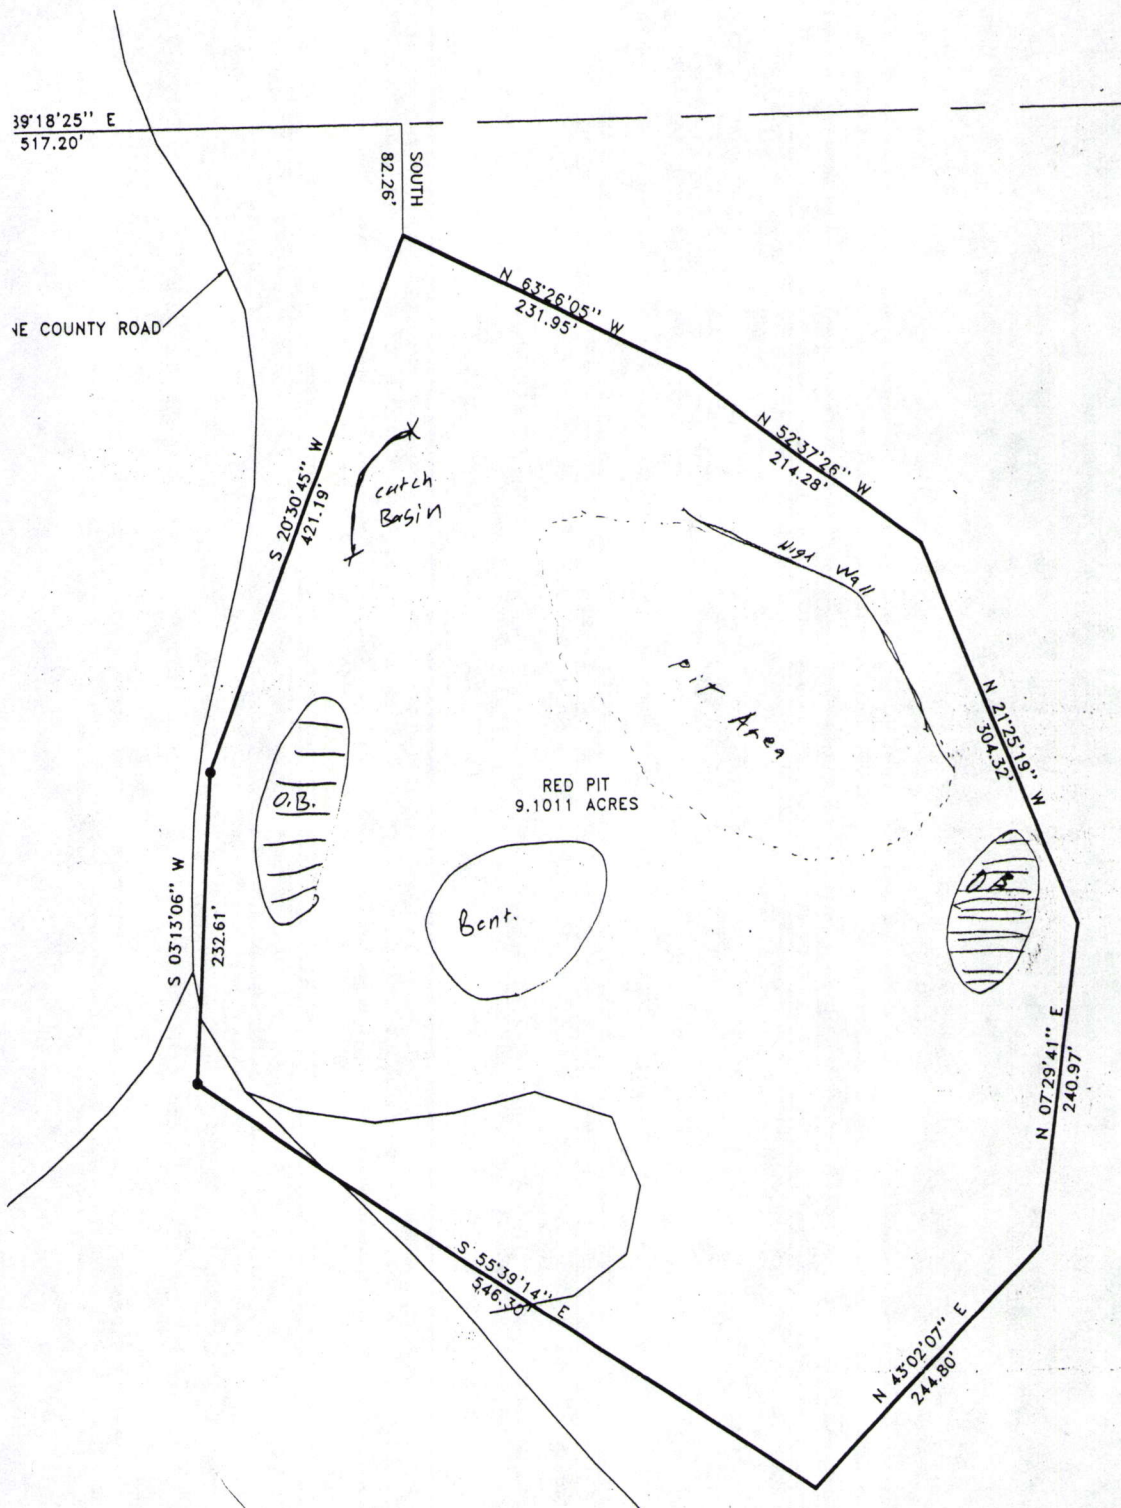 39°18'25" E
517.20'
SOUTH
82.26'
NE COUNTY ROAD
N 63°26'05" W
231.95'
N 52°37'26" W
214.28'
S 20°30'45" W
421.19'
catch
Basin
High Wall
Pit Area
N 21°25'19" W
304.32'
O.B.
RED PIT
9.1011 ACRES
O B
Bent.
S 03°13'06" W
232.61'
N 07°29'41" E
240.97'
S 55°39'14" E
546.30'
N 43°02'07" E
244.80'